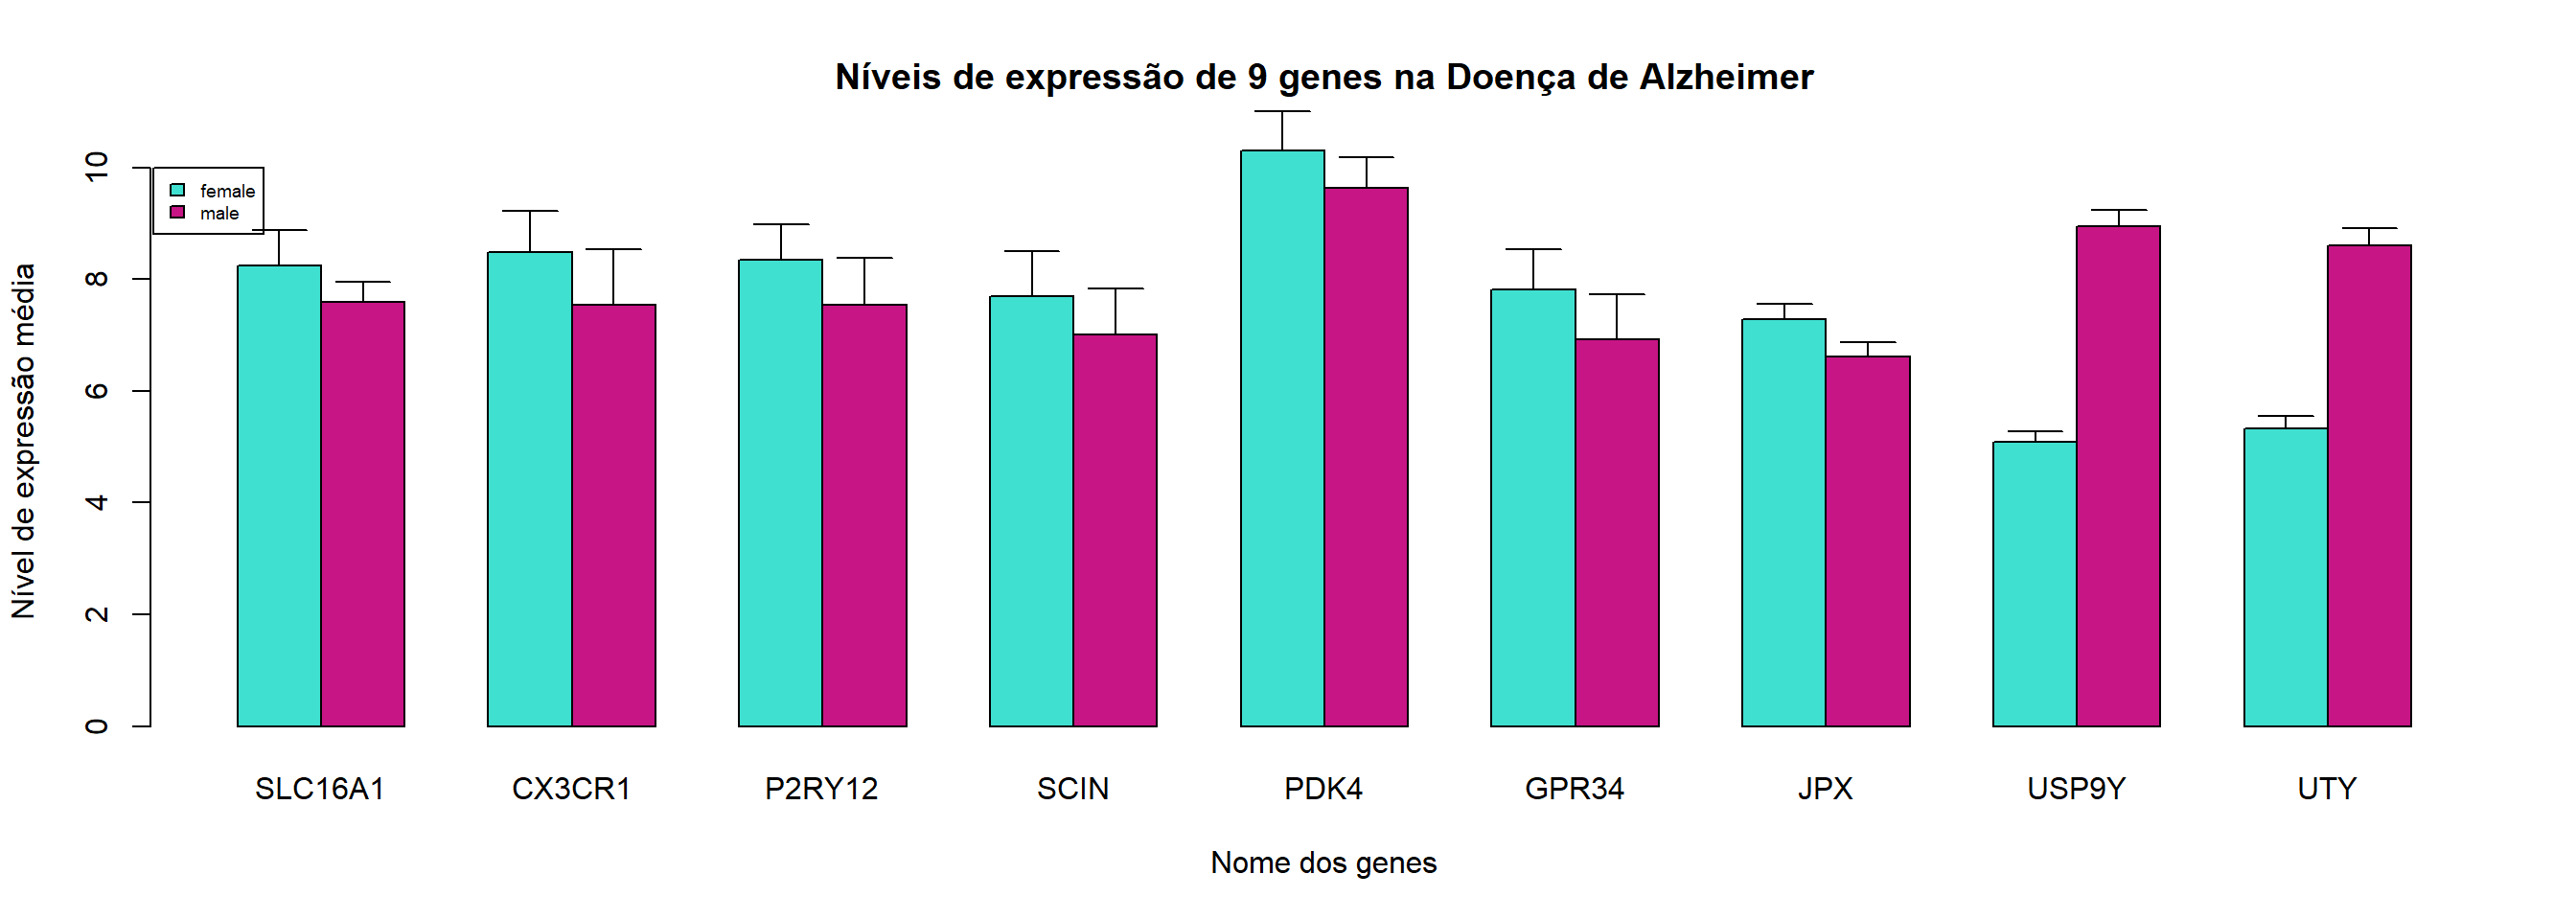 Níveis de expressão de 9 genes na Doença de Alzheimer
Nível de expressão média
10
8
6
4
2
0
female
male
SLC16A1 CX3CR1 P2RY12 SCIN PDK4 GPR34 JPX USP9Y UTY
Nome dos genes